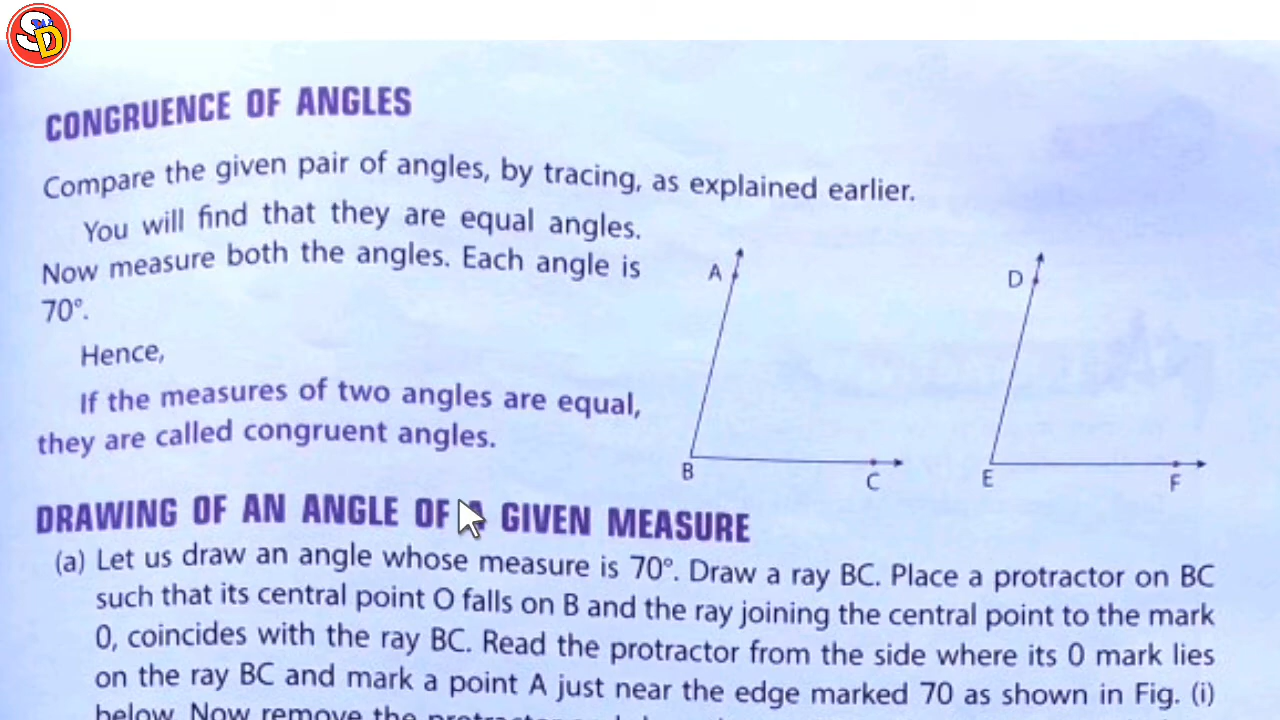 SD
CONGRUENCE OF ANGLES
Compare the given pair of angles, by tracing, as explained earlier.
You will find that they are equal angles.
Now measure both the angles. Each angle is
70°.
Hence,
If the measures of two angles are equal,
they are called congruent angles.
A
B
C
D
E
F
DRAWING OF AN ANGLE OF A GIVEN MEASURE
(a) Let us draw an angle whose measure is 70°. Draw a ray BC. Place a protractor on BC
such that its central point O falls on B and the ray joining the central point to the mark
0, coincides with the ray BC. Read the protractor from the side where its 0 mark lies
on the ray BC and mark a point A just near the edge marked 70 as shown in Fig. (i)
below. Now remove the